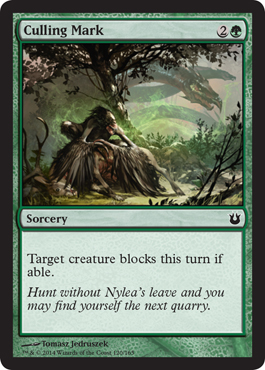 Culling Mark 2
Sorcery
Target creature blocks this turn if
able.
Hunt without Nylea's leave and you
may find yourself the next quarry.
Tomasz Jedruszek
™ & © 2014 Wizards of the Coast 120/165